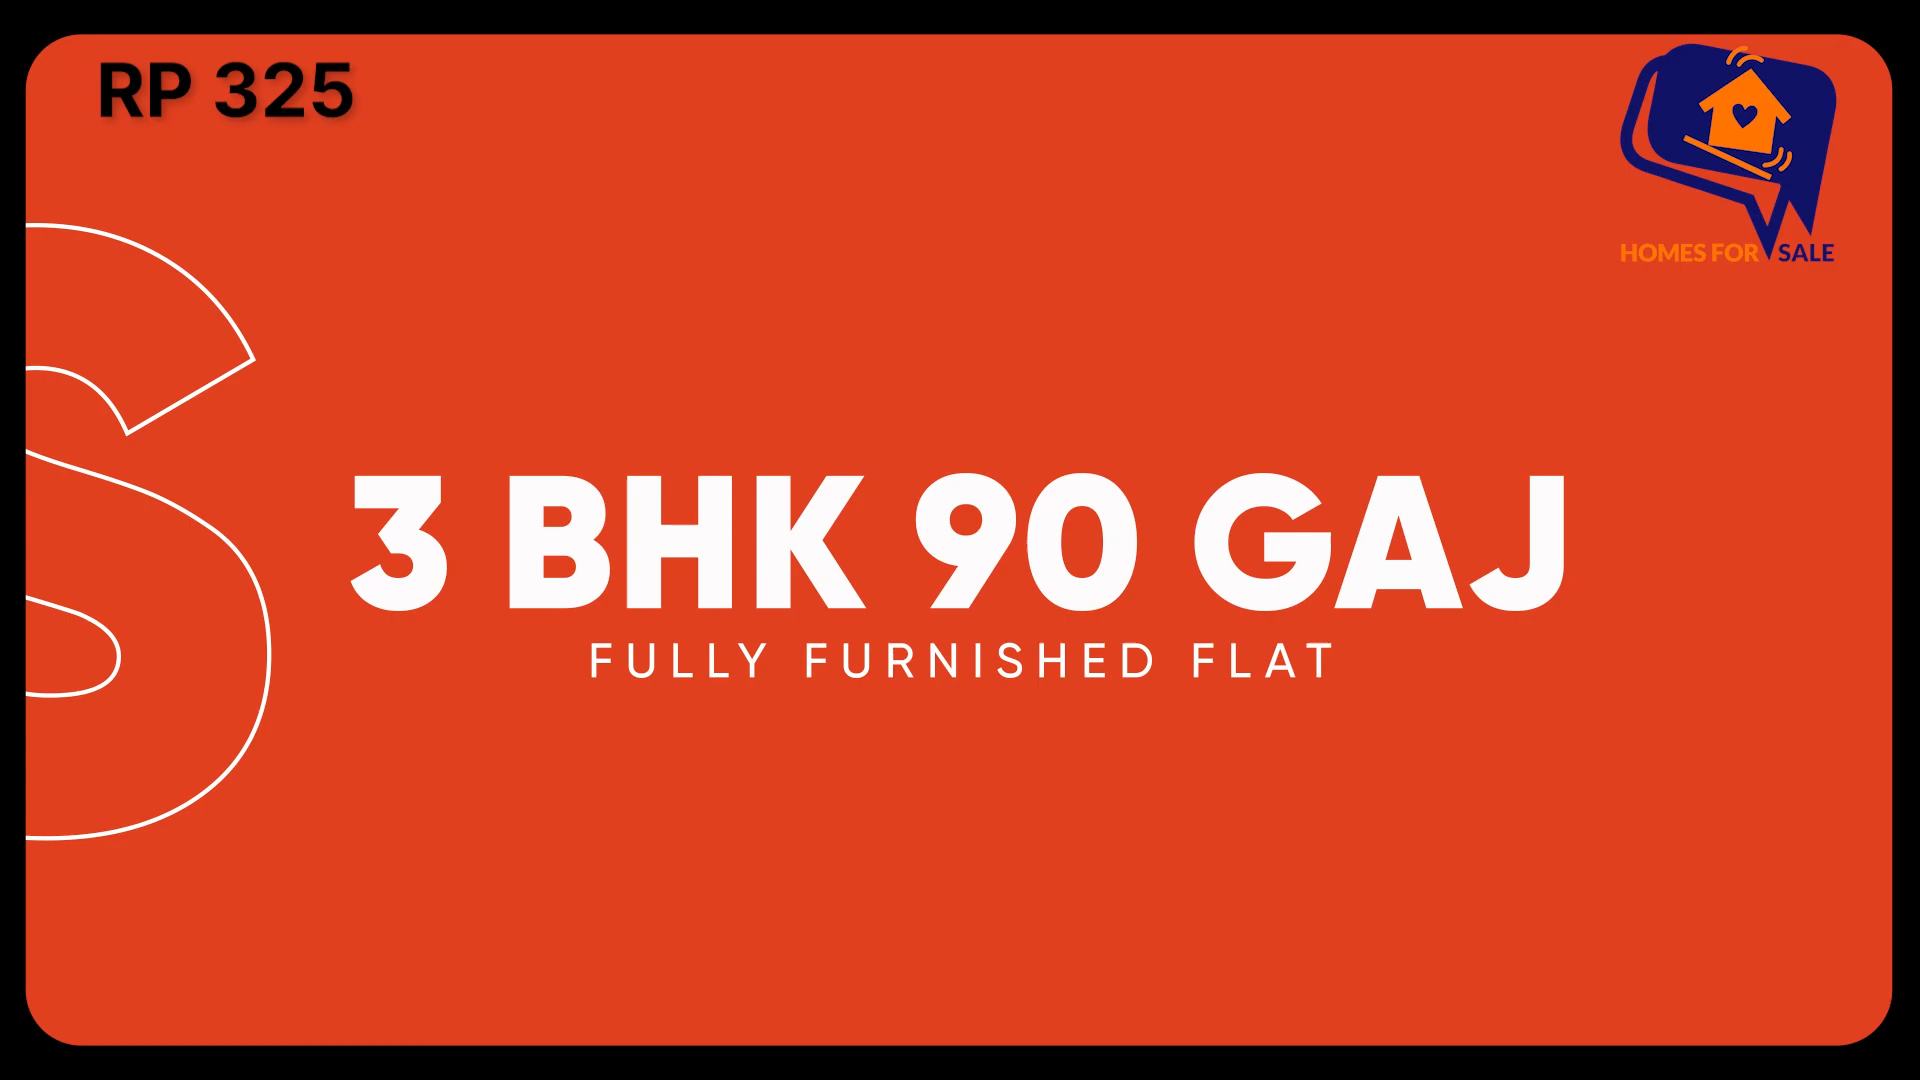 RP 325
HOMES FOR SALE
S
3 BHK 90 GAJ
FULLY FURNISHED FLAT